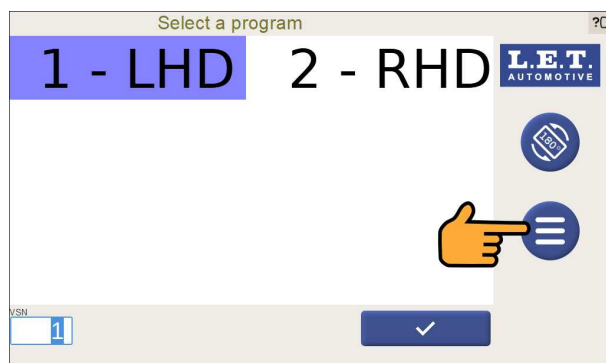 Select a program
?
1 - LHD 2 - RHD
L.E.T.
AUTOMOTIVE
180°
VSN
1